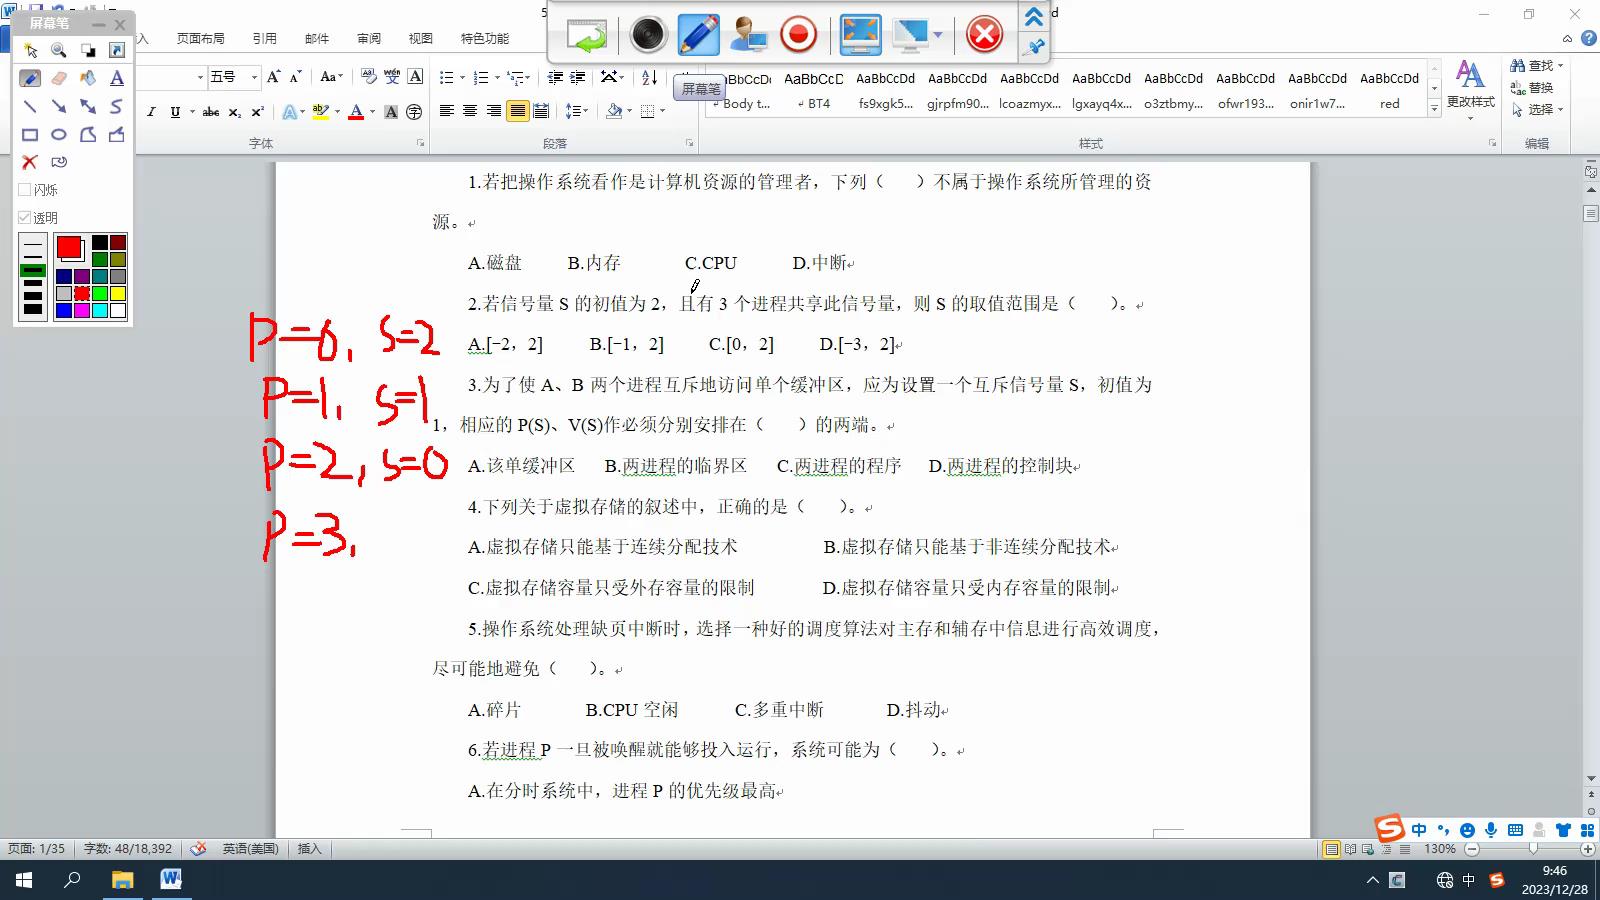 屏幕笔
插入 页面布局 引用 邮件 审阅 视图 特色功能
五号
屏幕笔
AaBbCcDd AaBbCcD AaBbCcDd AaBbCcDd AaBbCcDd AaBbCcDd AaBbCcDd AaBbCcDd AaBbCcDd AaBbCcDd
Body t... BT4 fs9xgk5... gjrpfm90... lcoazmyx... lgxayq4x... o3ztbmy... ofwr193... onir1w7... red
更改样式
查找
替换
选择
字体 段落 样式 编辑
闪烁
透明
1.若把操作系统看作是计算机资源的管理者，下列（ ）不属于操作系统所管理的资
源。
A.磁盘 B.内存 C.CPU D.中断
2.若信号量 S 的初值为 2，且有 3 个进程共享此信号量，则 S 的取值范围是（ ）。
A.[−2，2] B.[−1，2] C.[0，2] D.[−3，2]
3.为了使 A、B 两个进程互斥地访问单个缓冲区，应为设置一个互斥信号量 S，初值为
1，相应的 P(S)、V(S)作必须分别安排在（ ）的两端。
A.该单缓冲区 B.两进程的临界区 C.两进程的程序 D.两进程的控制块
4.下列关于虚拟存储的叙述中，正确的是（ ）。
A.虚拟存储只能基于连续分配技术 B.虚拟存储只能基于非连续分配技术
C.虚拟存储容量只受外存容量的限制 D.虚拟存储容量只受内存容量的限制
5.操作系统处理缺页中断时，选择一种好的调度算法对主存和辅存中信息进行高效调度，
尽可能地避免（ ）。
A.碎片 B.CPU 空闲 C.多重中断 D.抖动
6.若进程 P 一旦被唤醒就能够投入运行，系统可能为（ ）。
A.在分时系统中，进程 P 的优先级最高
P=0, S=2
P=1, S=1
P=2, S=0
P=3,
页面: 1/35 字数: 48/18,392 英语(美国) 插入 130%
中
中
9:46
2023/12/28